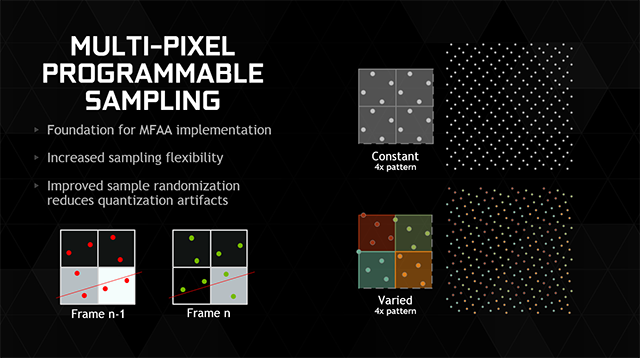 MULTI-PIXEL
PROGRAMMABLE
SAMPLING
Foundation for MFAA implementation
Increased sampling flexibility
Improved sample randomization
reduces quantization artifacts
Frame n-1
Frame n
Constant
4x pattern
Varied
4x pattern